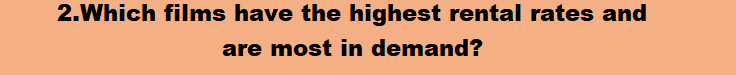 2.Which films have the highest rental rates and
are most in demand?